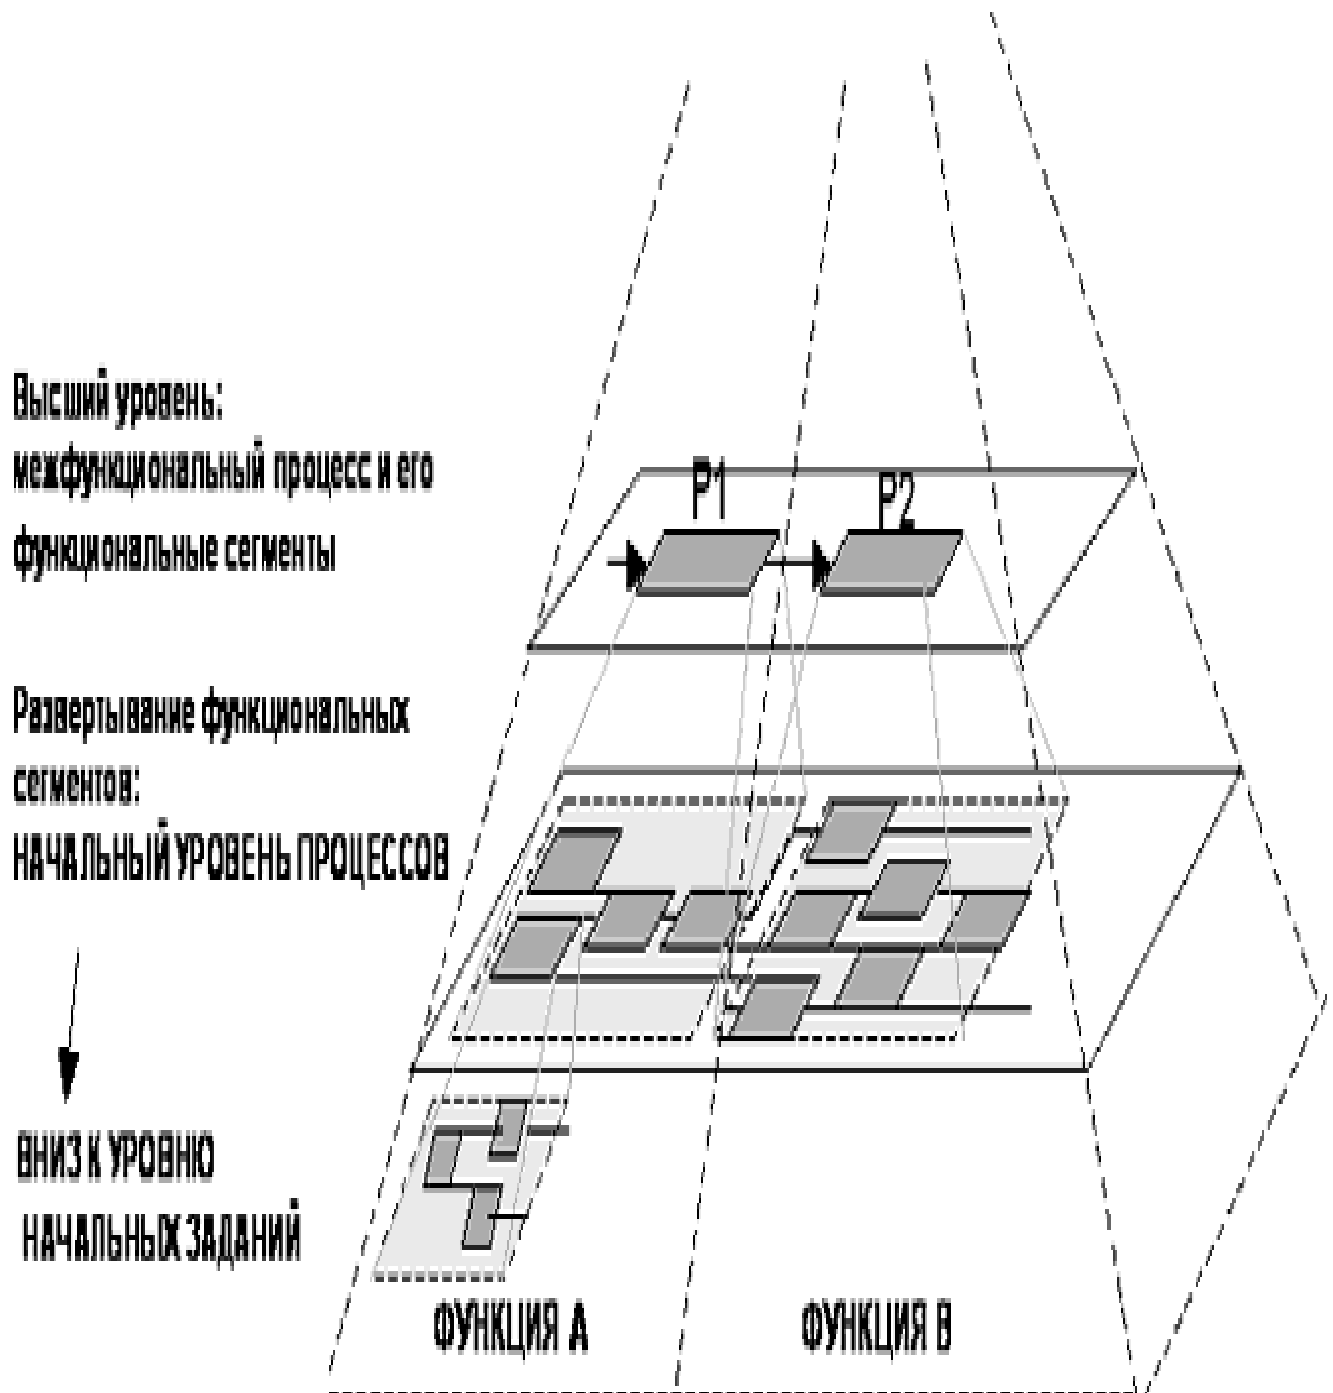 Высший уровень:
межфункциональный процесс и его
функциональные сегменты
P1
P2
Развертывание функциональных
сегментов:
НАЧАЛЬНЫЙ УРОВЕНЬ ПРОЦЕССОВ
ВНИЗ К УРОВНЮ
НАЧАЛЬНЫХ ЗАДАНИЙ
ФУНКЦИЯ А
ФУНКЦИЯ В